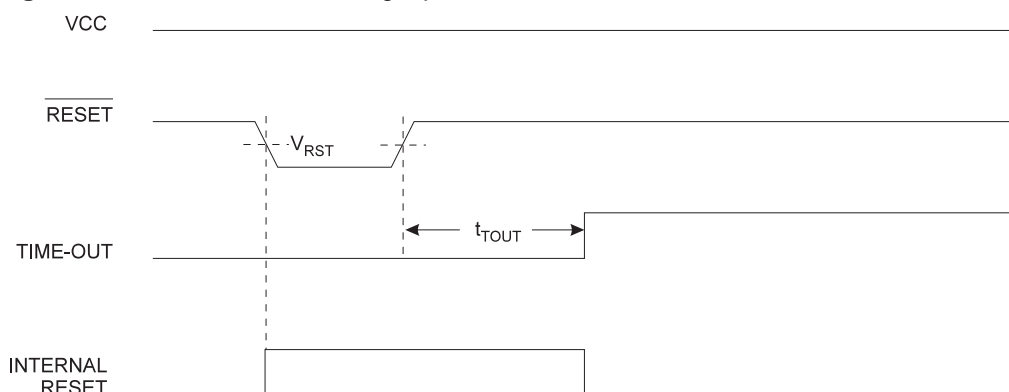 VCC
RESET
VRST
tTOUT
TIME-OUT
INTERNAL
RESET